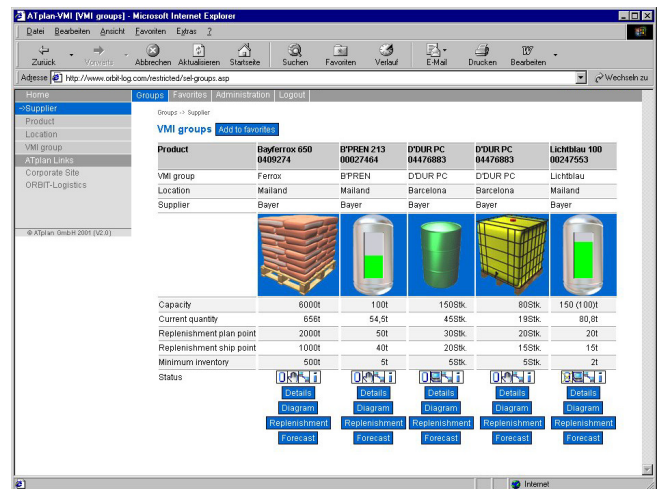 ATplan-VMI [VMI groups] - Microsoft Internet Explorer
Datei Bearbeiten Ansicht Favoriten Extras ?
Zurück Vorwärts Abbrechen Aktualisieren Startseite Suchen Favoriten Verlauf E-Mail Drucken Bearbeiten
Adresse http://www.orbit-log.com/restricted/sel-groups.asp Wechseln zu
Home Groups Favorites Administration Logout
->Supplier
Product
Location
VMI group
ATplan Links
Corporate Site
ORBIT-Logistics
© ATplan GmbH 2001 (V2.0)
Groups -> Supplier
VMI groups Add to favorites
Product Bayferrox 650 B'PREN 213 D'DUR PC D'DUR PC Lichtblau 100
0409274 00027464 04476883 04476883 00247553
VMI group Ferrox B'PREN D'DUR PC D'DUR PC Lichtblau
Location Mailand Mailand Barcelona Barcelona Mailand
Supplier Bayer Bayer Bayer Bayer Bayer
Capacity 6000t 100t 150Stk. 80Stk. 150 (100)t
Current quantity 656t 54,5t 45Stk. 19Stk. 80,8t
Replenishment plan point 2000t 50t 30Stk. 20Stk. 20t
Replenishment ship point 1000t 40t 20Stk. 15Stk. 15t
Minimum inventory 500t 5t 5Stk. 5Stk. 2t
Status
Details Details Details Details Details
Diagram Diagram Diagram Diagram Diagram
Replenishment Replenishment Replenishment Replenishment Replenishment
Forecast Forecast Forecast Forecast Forecast
Internet